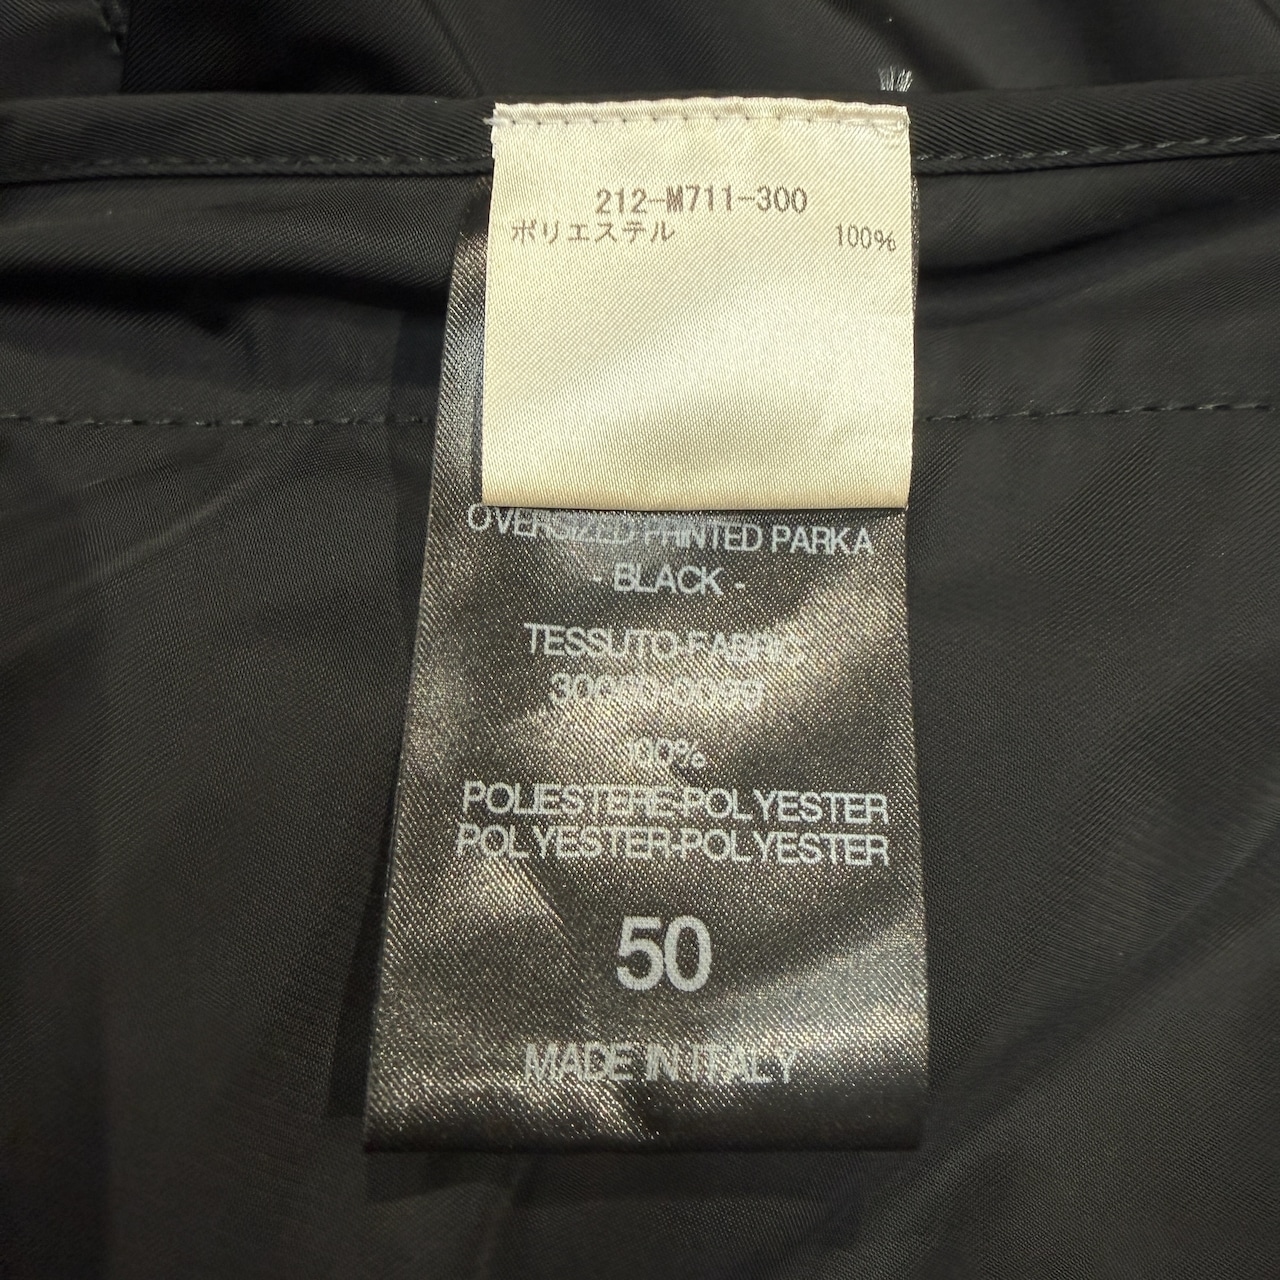 212-M711-300
ポリエステル 100%
OVERSIZED PRINTED PARKA
- BLACK -
TESSUTO-FABRIC
100%
POLIESTERE-POLYESTER
POLYESTER-POLYESTER
50
MADE IN ITALY